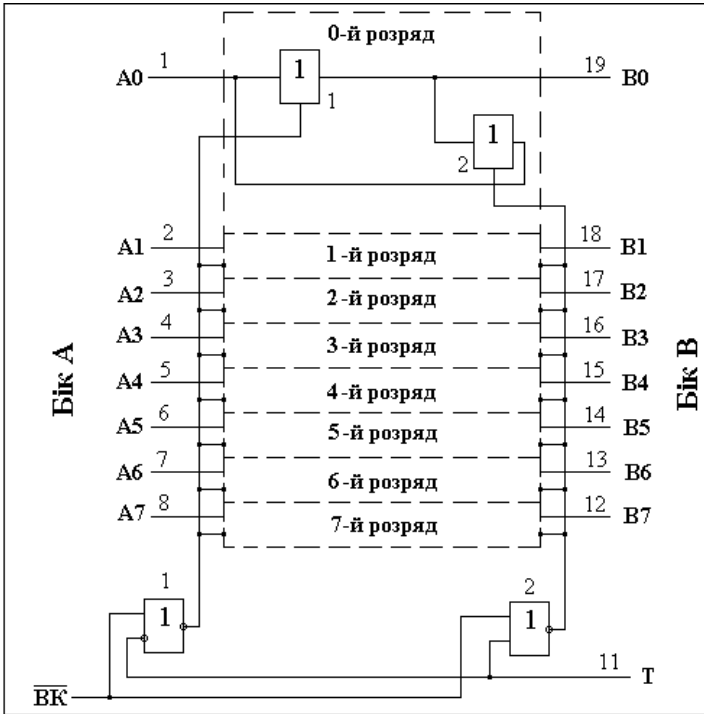 0-й розряд
A0 1 1 1 19 B0
1 2
A1 2 1-й розряд 18 B1
A2 3 2-й розряд 17 B2
A3 4 3-й розряд 16 B3
A4 5 4-й розряд 15 B4
A5 6 5-й розряд 14 B5
A6 7 6-й розряд 13 B6
A7 8 7-й розряд 12 B7
Бік А
Бік В
1 2
1 1
11 T
ВК